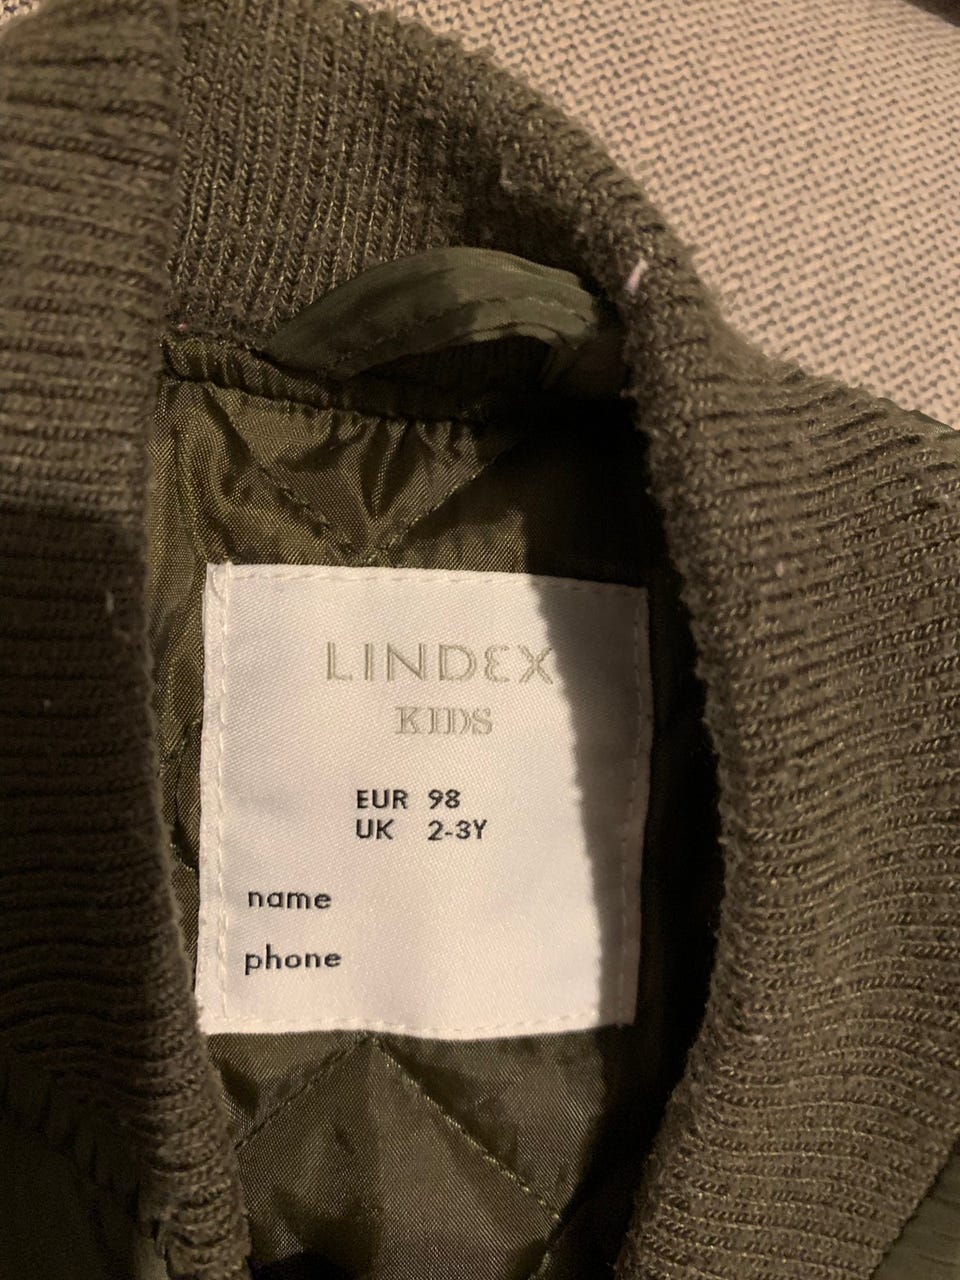 LINDEX
KIDS
EUR 98
UK 2-3Y
name
phone